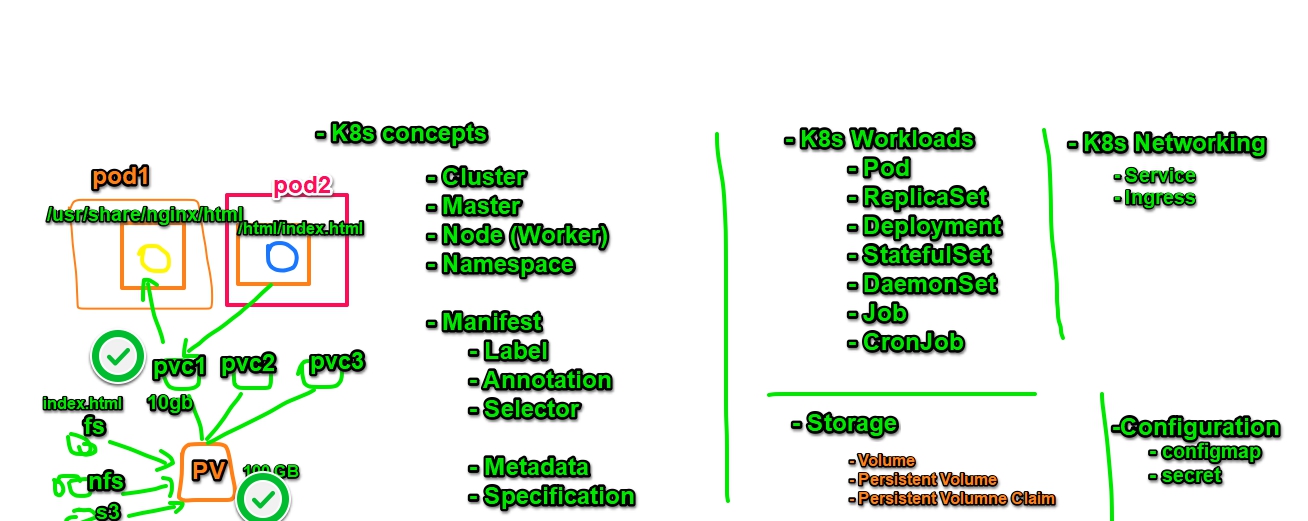 - K8s concepts
- Cluster
- Master
- Node (Worker)
- Namespace
- Manifest
- Label
- Annotation
- Selector
- Metadata
- Specification
pod1
pod2
/usr/share/nginx/html
/html/index.html
pvc1
pvc2
pvc3
index.html
10gb
fs
PV
100 GB
nfs
s3
- K8s Workloads
- Pod
- ReplicaSet
- Deployment
- StatefulSet
- DaemonSet
- Job
- CronJob
- K8s Networking
- Service
- Ingress
- Storage
- Volume
- Persistent Volume
- Persistent Volumne Claim
-Configuration
- configmap
- secret